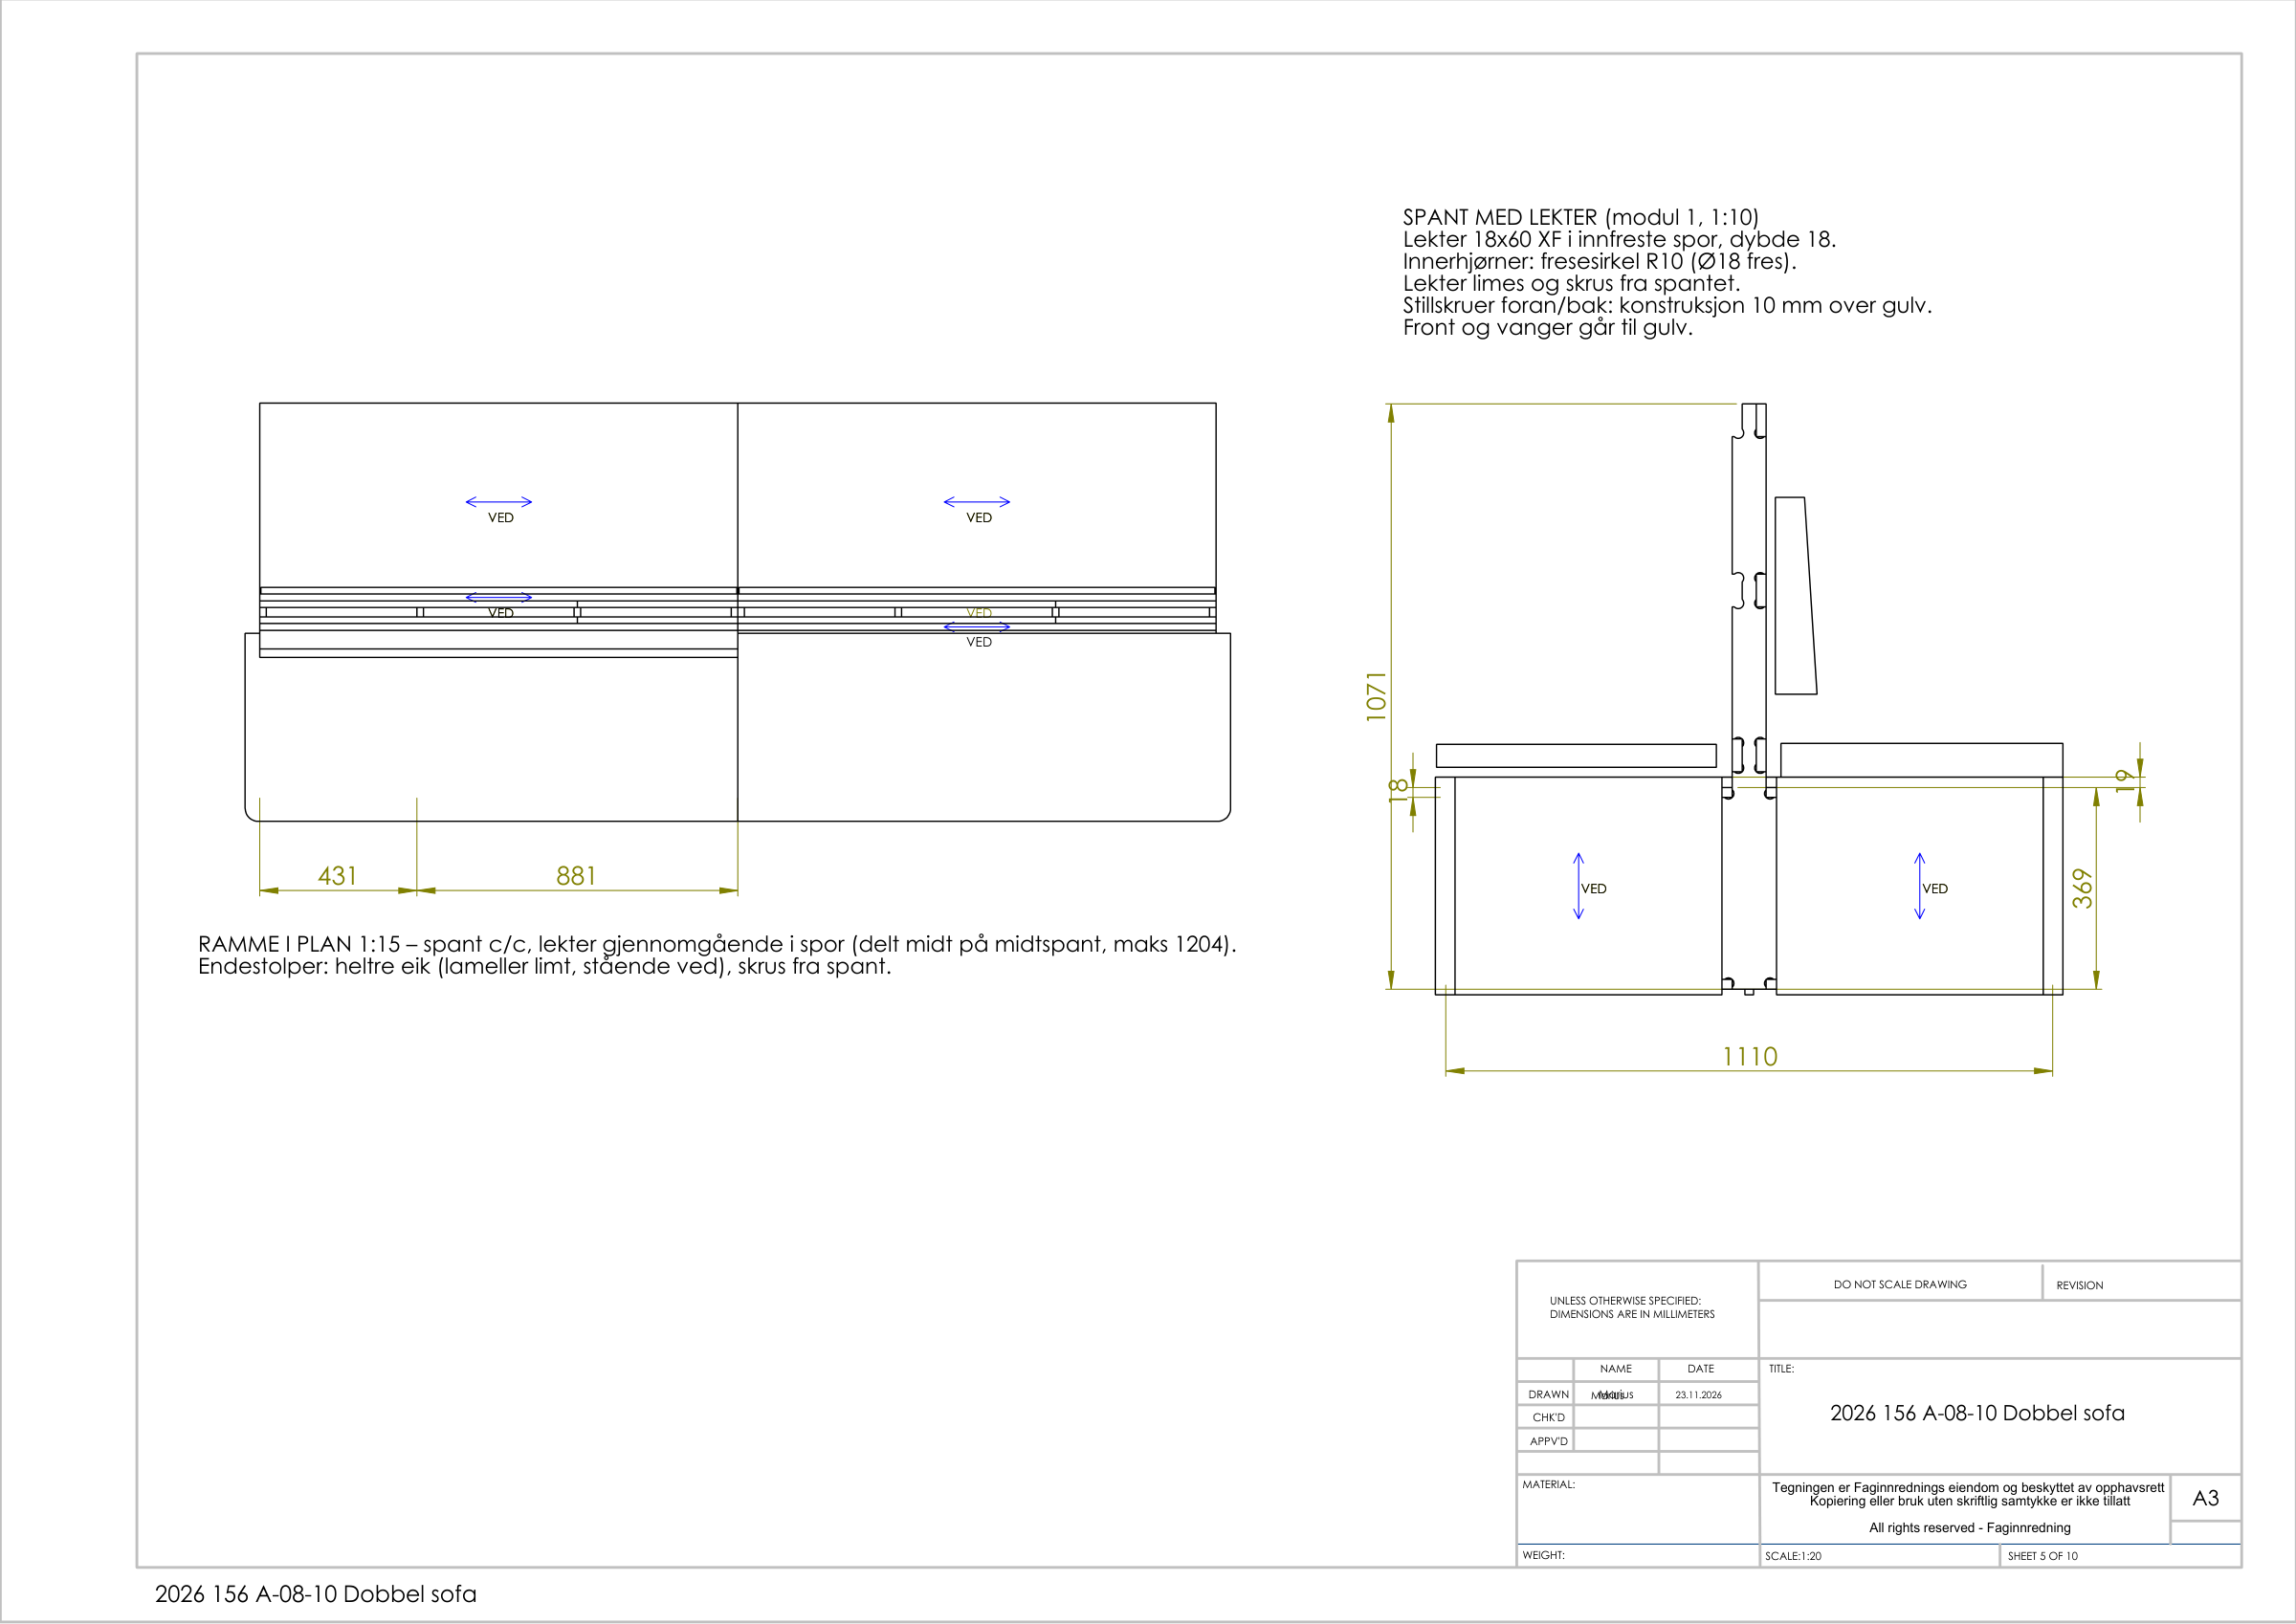 SPANT MED LEKTER (modul 1, 1:10)
Lekter 18x60 XF i innfreste spor, dybde 18.
Innerhjørner: fresesirkel R10 (Ø18 fres).
Lekter limes og skrus fra spantet.
Stillskruer foran/bak: konstruksjon 10 mm over gulv.
Front og vanger går til gulv.
VED
VED
VED
VED
VED
431
881
RAMME I PLAN 1:15 – spant c/c, lekter gjennomgående i spor (delt midt på midtspant, maks 1204).
Endestolper: heltre eik (lameller limt, stående ved), skrus fra spant.
1071
18
19
VED
VED
369
1110
UNLESS OTHERWISE SPECIFIED:
DIMENSIONS ARE IN MILLIMETERS
DO NOT SCALE DRAWING
REVISION
NAME
DATE
TITLE:
DRAWN
Marius
23.11.2026
CHK'D
APPV'D
2026 156 A-08-10 Dobbel sofa
MATERIAL:
Tegningen er Faginnrednings eiendom og beskyttet av opphavsrett
Kopiering eller bruk uten skriftlig samtykke er ikke tillatt
All rights reserved - Faginnredning
A3
WEIGHT:
SCALE:1:20
SHEET 5 OF 10
2026 156 A-08-10 Dobbel sofa